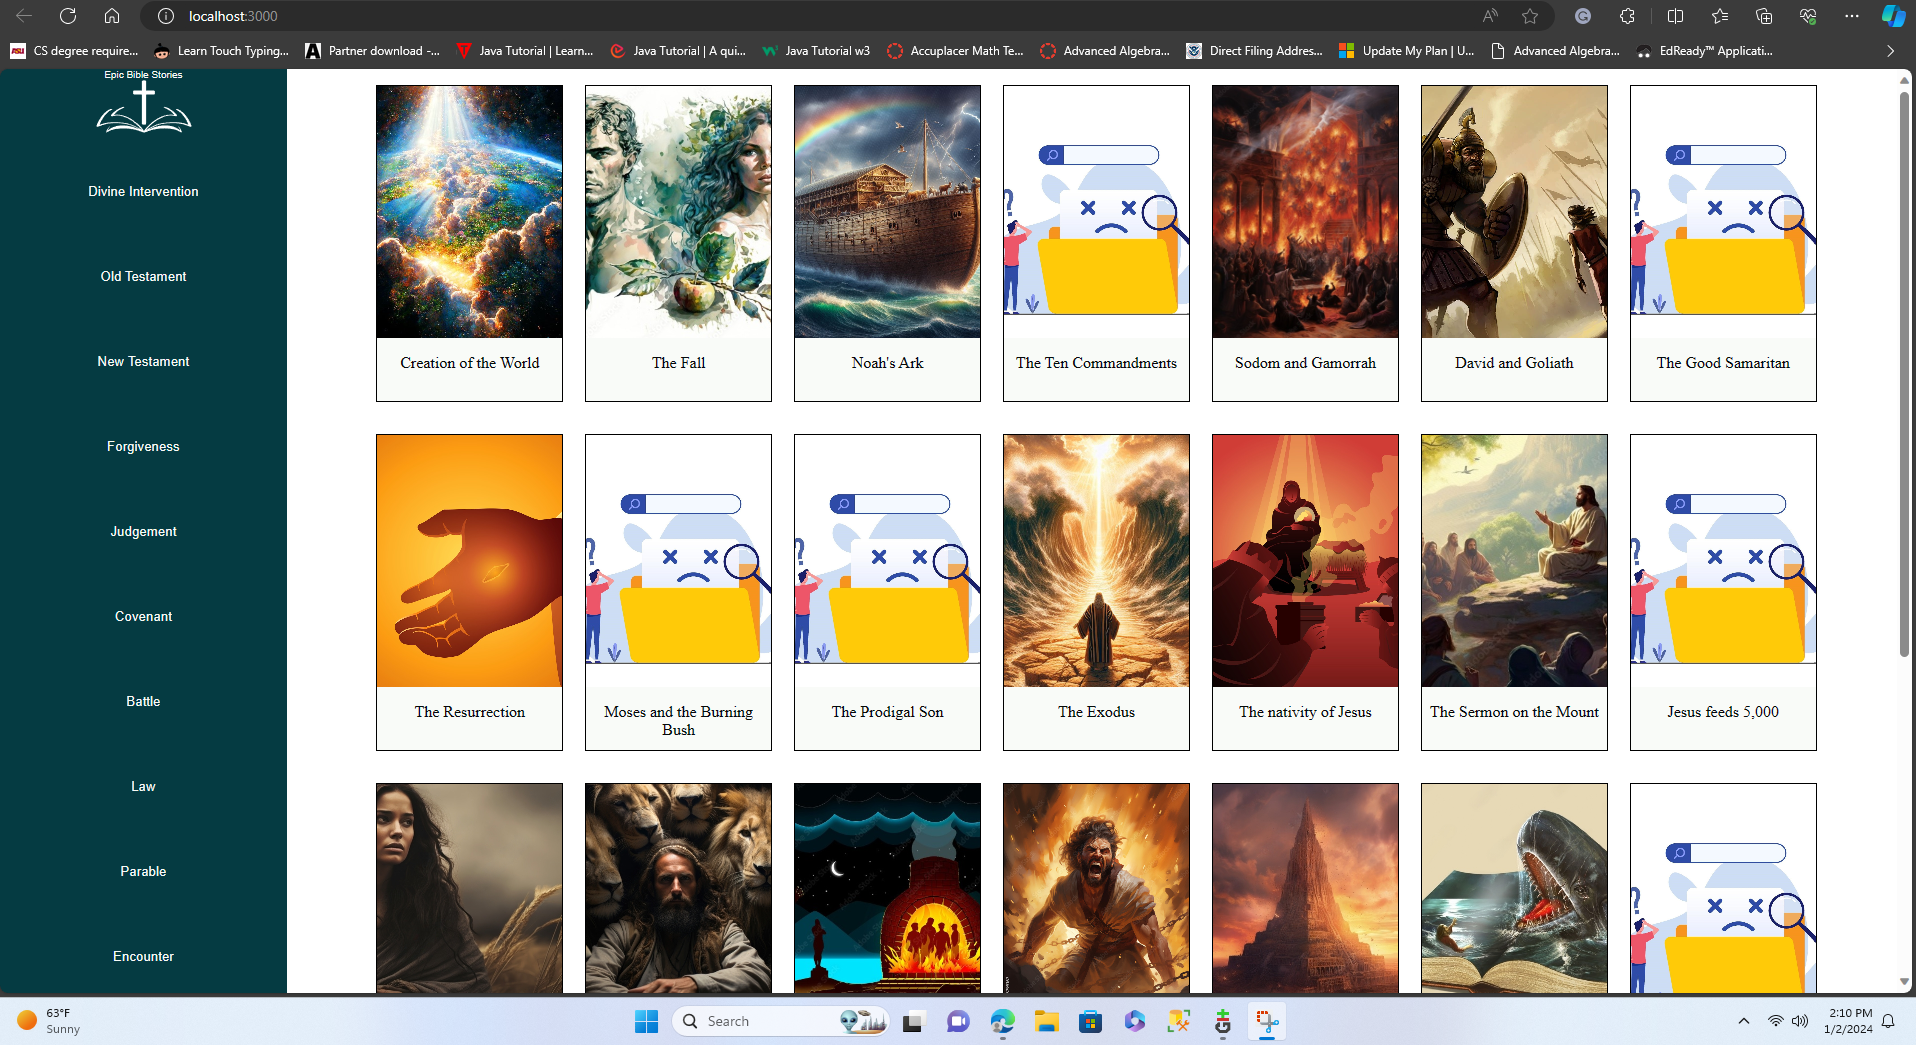 localhost:3000
CS degree require...
Learn Touch Typing...
Partner download -...
Java Tutorial | Learn...
Java Tutorial | A qui...
Java Tutorial w3
Accuplacer Math Te...
Advanced Algebra...
Direct Filing Addres...
Update My Plan | U...
Advanced Algebra...
EdReady™ Applicati...
Epic Bible Stories
Divine Intervention
Old Testament
New Testament
Forgiveness
Judgement
Covenant
Battle
Law
Parable
Encounter
Creation of the World
The Fall
Noah's Ark
The Ten Commandments
Sodom and Gamorrah
David and Goliath
The Good Samaritan
The Resurrection
Moses and the Burning
Bush
The Prodigal Son
The Exodus
The nativity of Jesus
The Sermon on the Mount
Jesus feeds 5,000
63°F
Sunny
Search
2:10 PM
1/2/2024